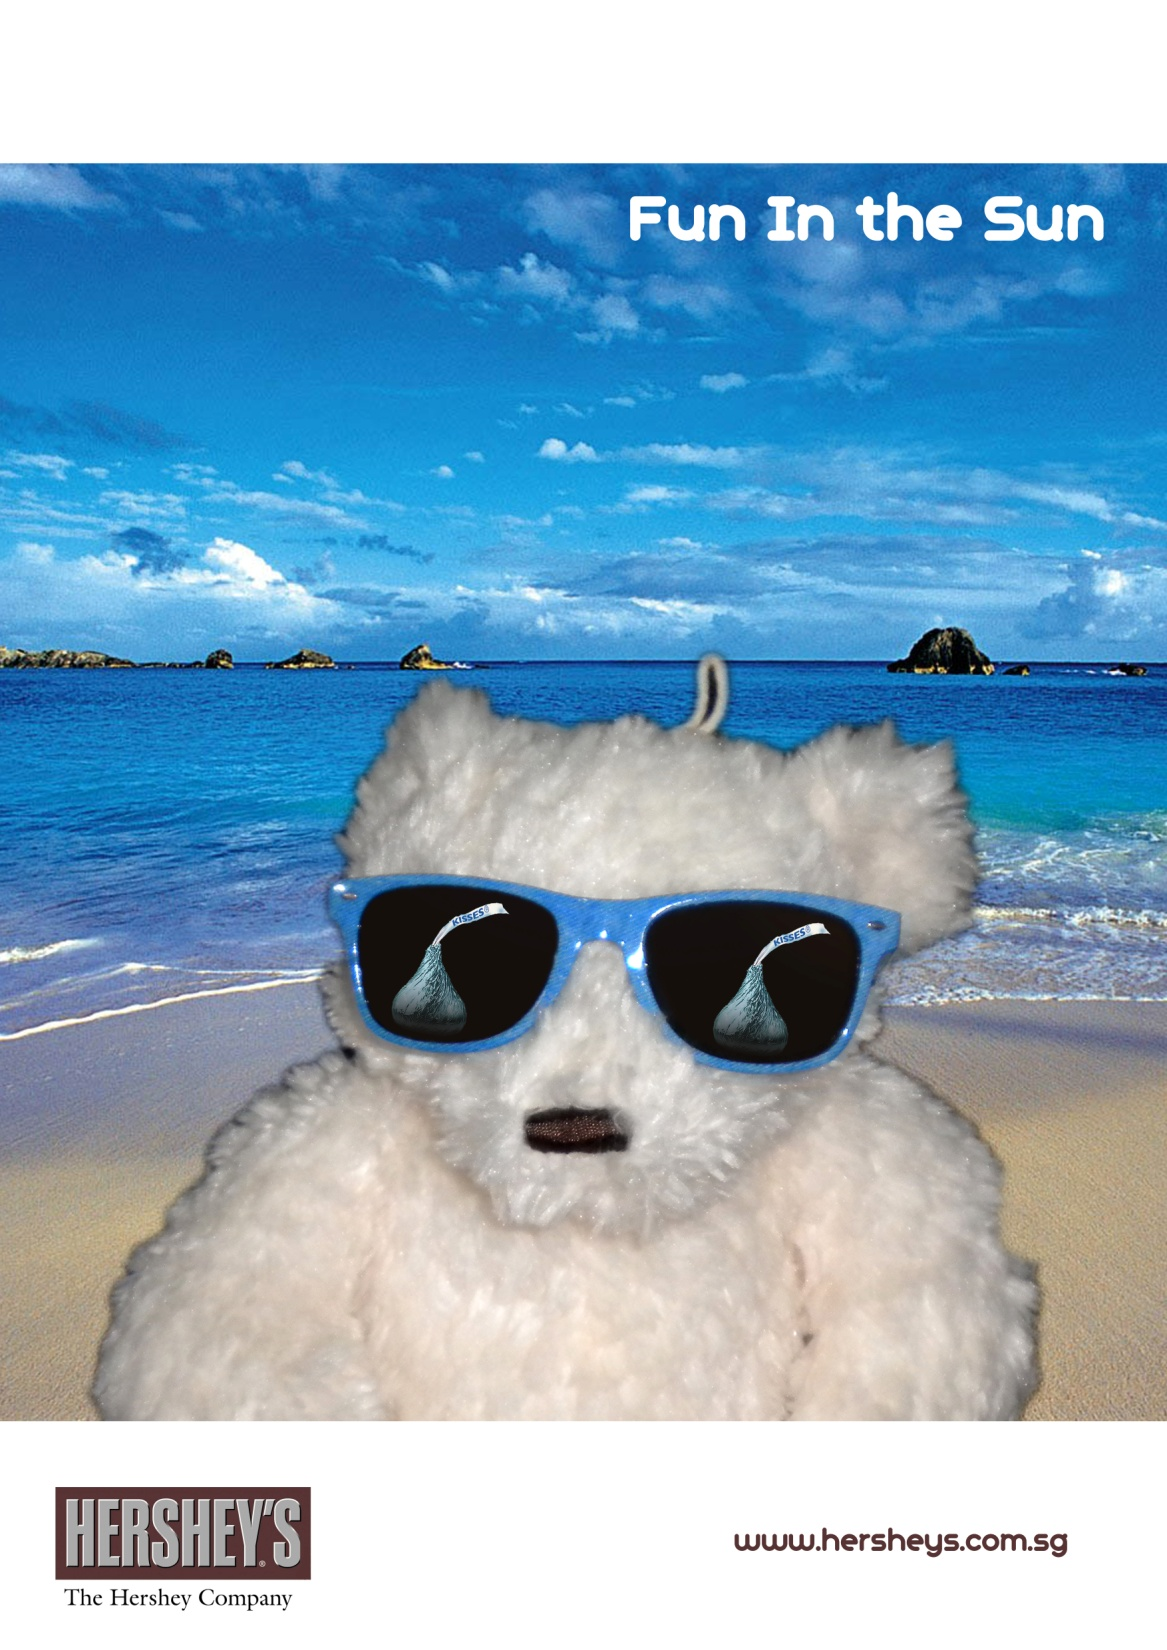 Fun In the Sun
KISSES
KISSES
HERSHEY'S®
The Hershey Company
www.hersheys.com.sg